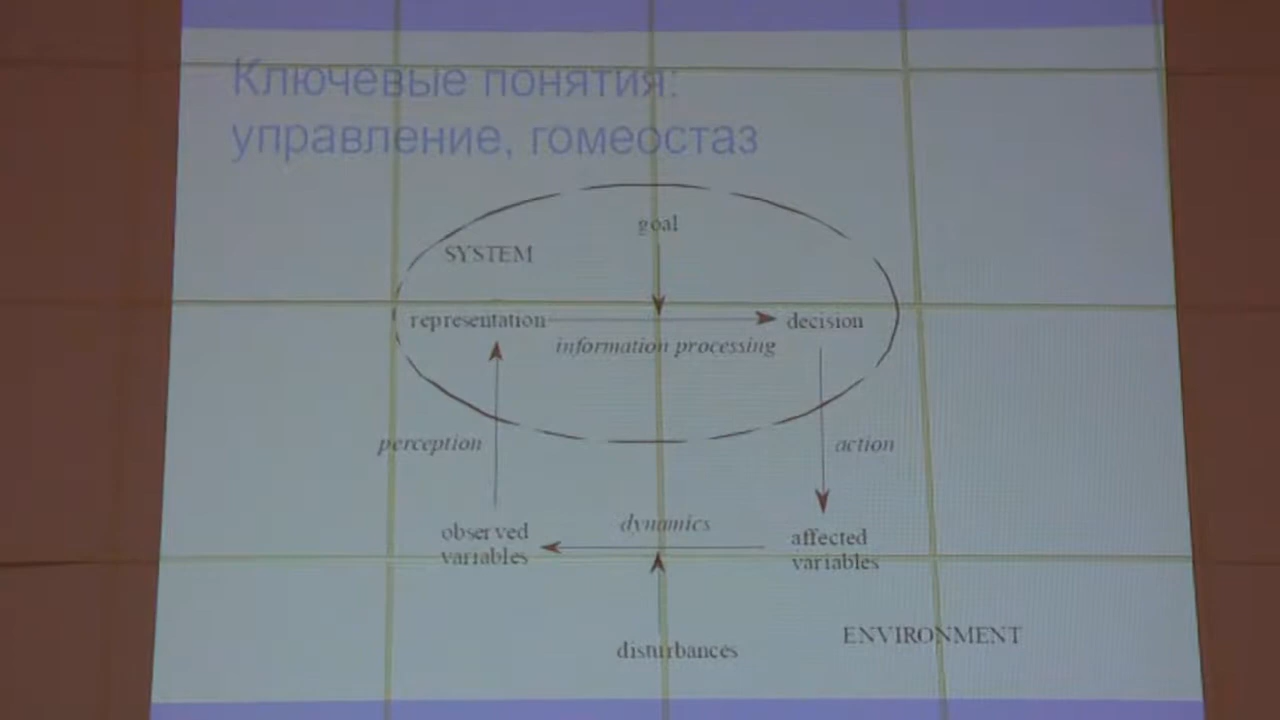 Ключевые понятия:
управление, гомеостаз
goal
SYSTEM
representation
decision
information processing
perception
action
dynamics
observed
variables
affected
variables
ENVIRONMENT
disturbances